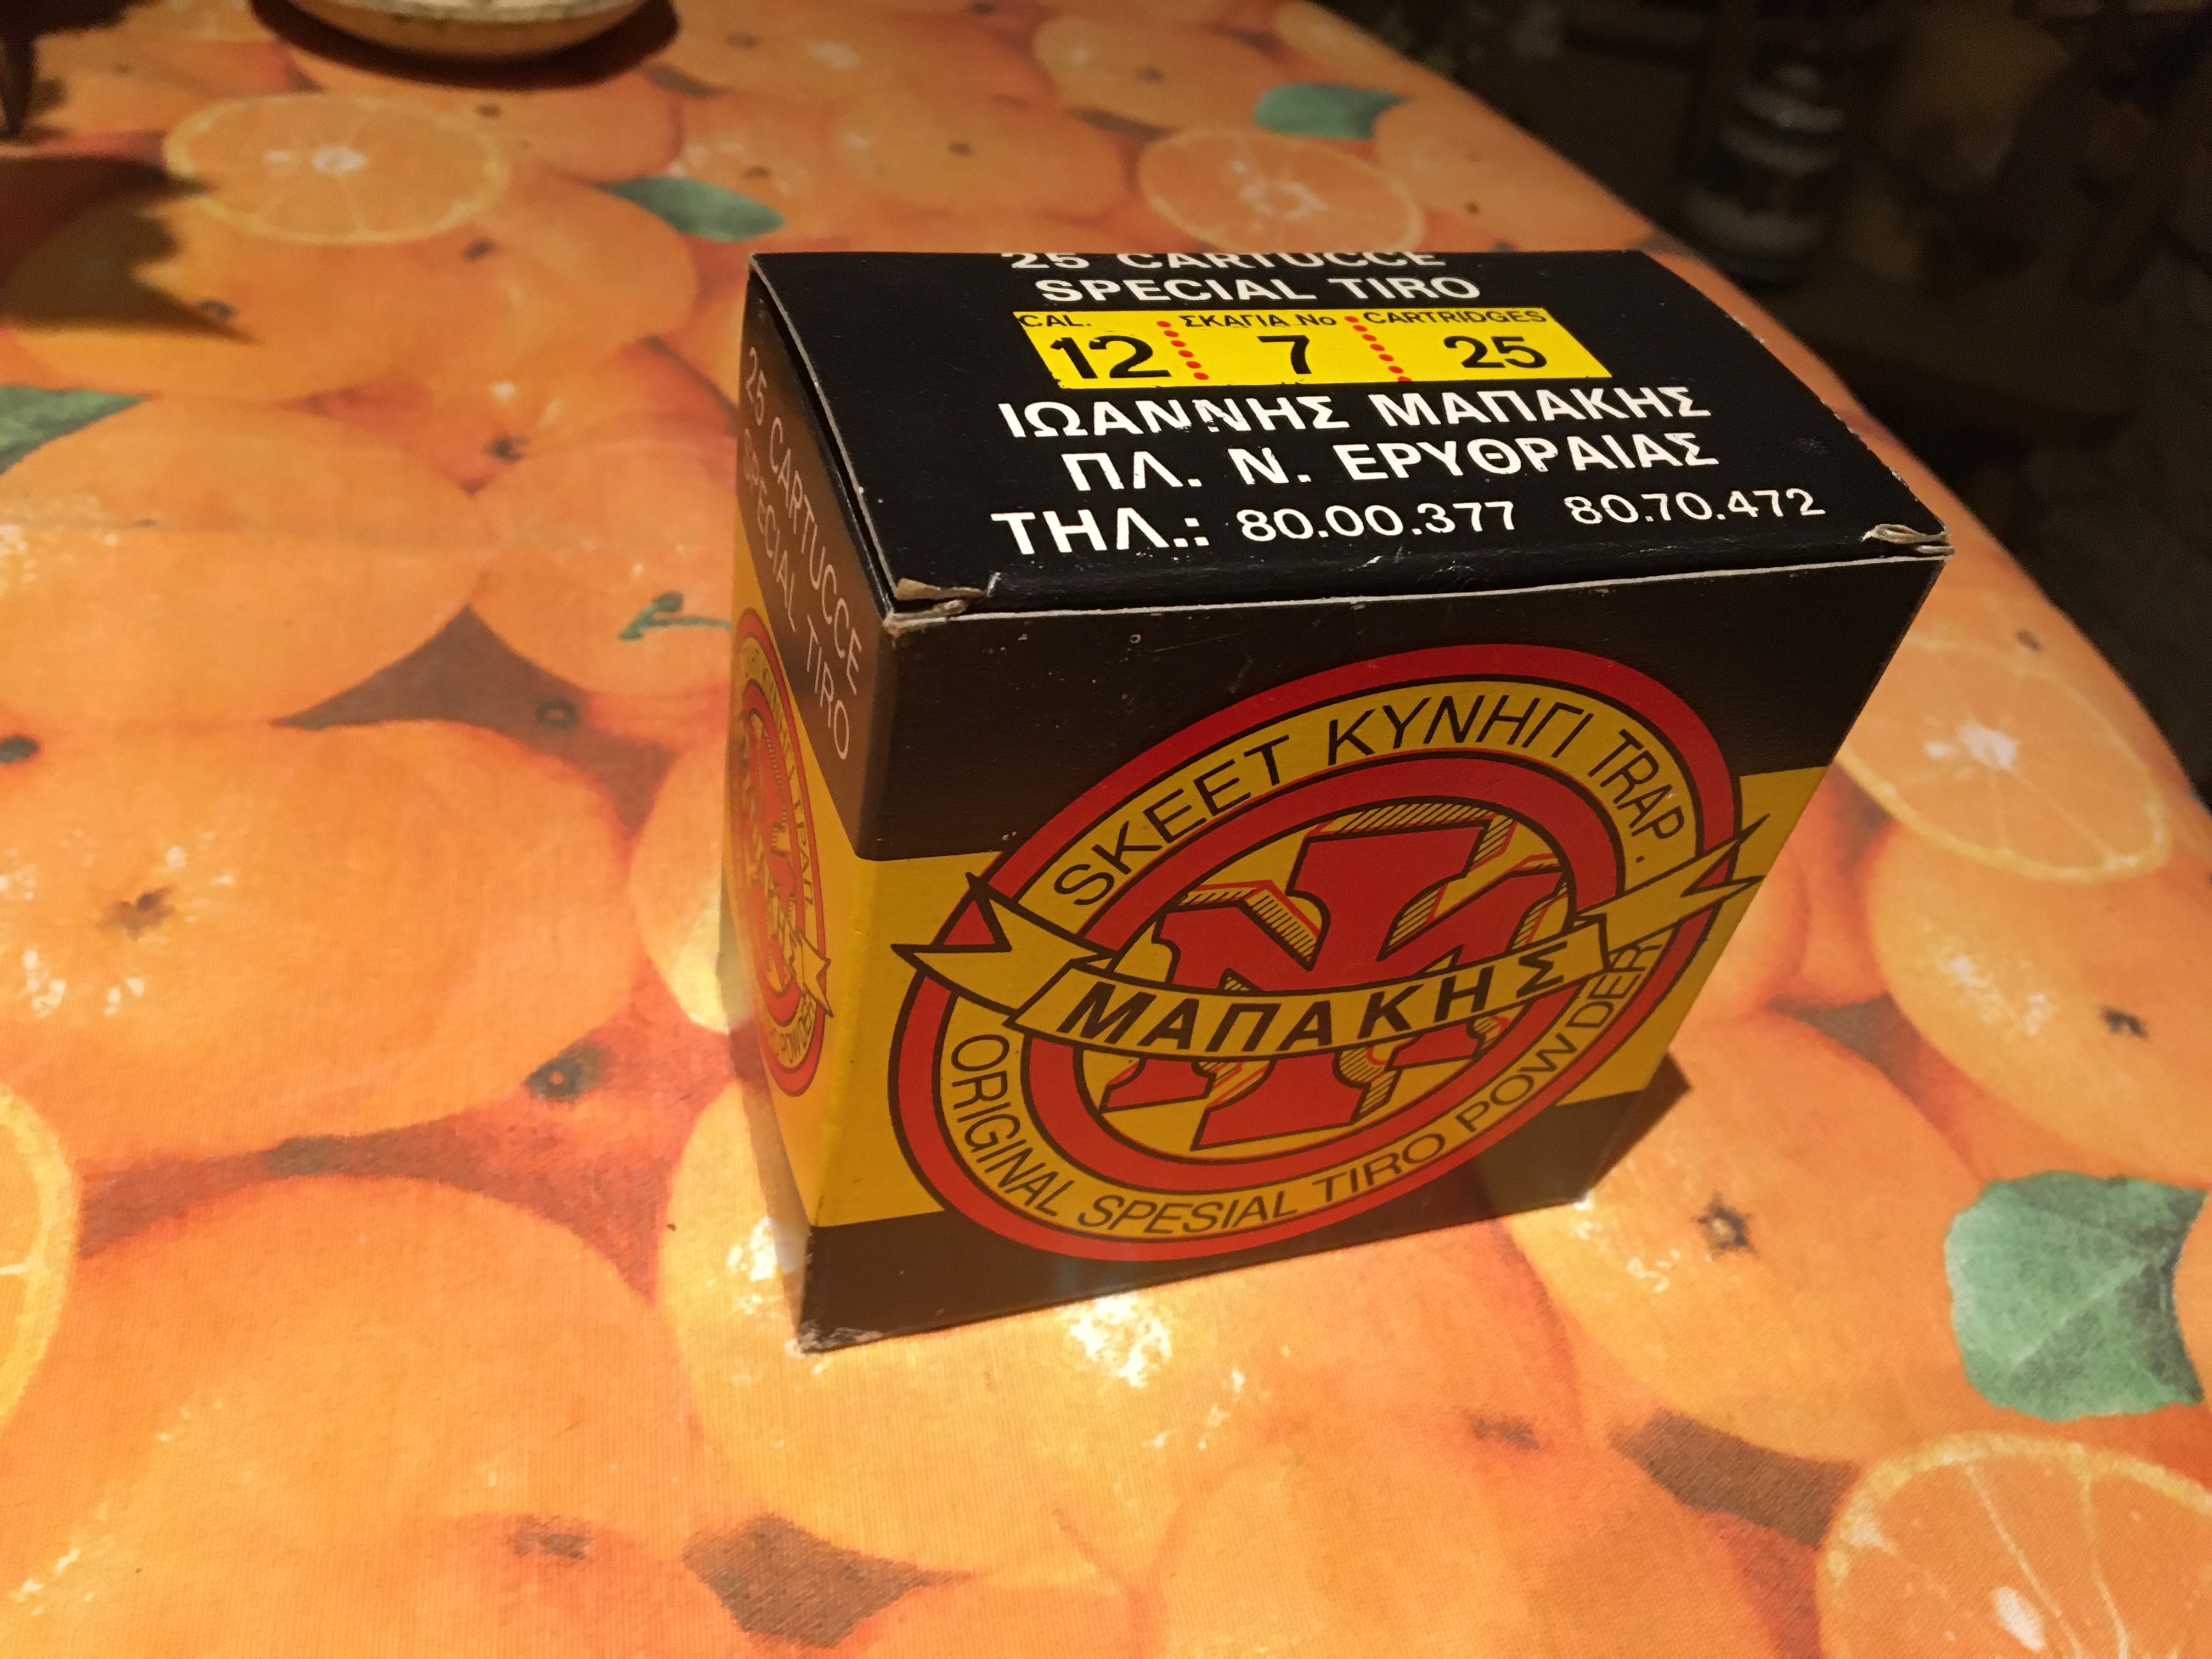 25 CARTUCCE
SPECIAL TIRO
CAL. ΣΚΑΓΙΑ Νο CARTRIDGES
12 7 25
ΙΩΑΝΝΗΣ ΜΑΠΑΚΗΣ
ΠΛ. Ν. ΕΡΥΘΡΑΙΑΣ
ΤΗΛ.: 80.00.377 80.70.472
25 CARTUCCE
SPECIAL TIRO
SKEET ΚΥΝΗΓΙ TRAP.
ΜΑΠΑΚΗΣ
ORIGINAL SPESIAL TIRO POWDER